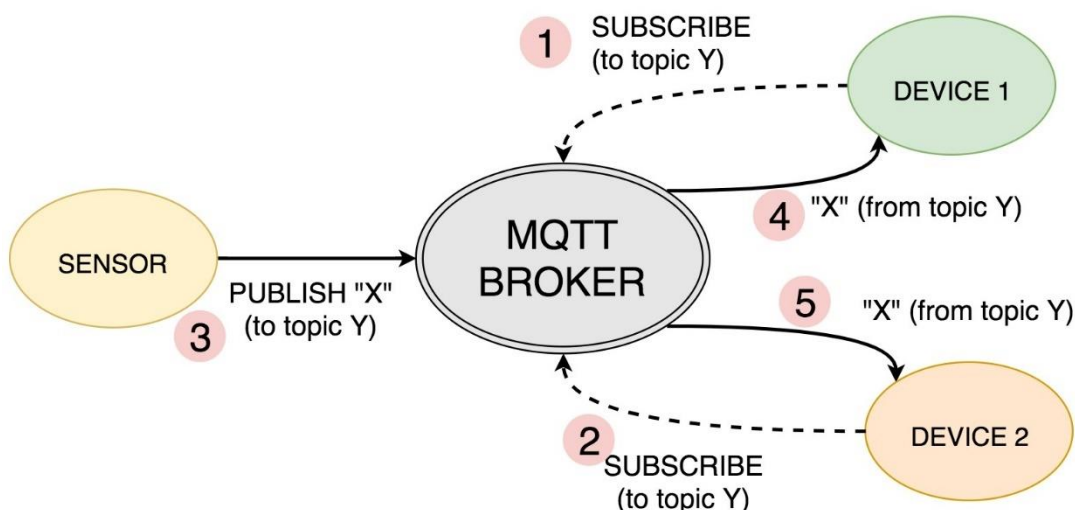 1
SUBSCRIBE
(to topic Y)
DEVICE 1
MQTT
BROKER
4
"X" (from topic Y)
SENSOR
PUBLISH "X"
(to topic Y)
3
5
"X" (from topic Y)
2
SUBSCRIBE
(to topic Y)
DEVICE 2